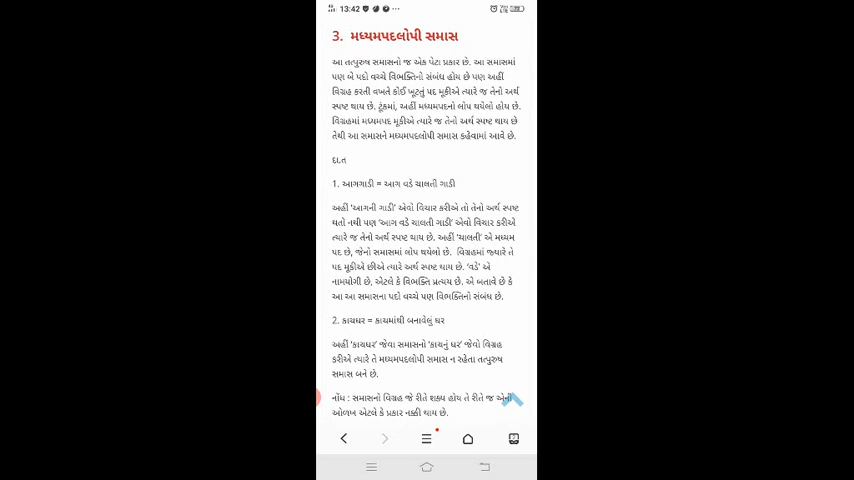 13:42
3. મધ્યમપદલોપી સમાસ
આ તત્પુરુષ સમાસનો જ એક પેટા પ્રકાર છે. આ સમાસમાં
પણ બે પદો વચ્ચે વિભક્તિનો સંબંધ હોય છે પણ અહીં
વિગ્રહ કરતી વખતે કોઈ ખૂટતું પદ મૂકીએ ત્યારે જ તેનો અર્થ
સ્પષ્ટ થાય છે. ટૂંકમાં, અહીં મધ્યમપદનો લોપ થયેલો હોય છે.
વિગ્રહમાં મધ્યમપદ મૂકીએ ત્યારે જ તેનો અર્થ સ્પષ્ટ થાય છે
તેથી આ સમાસને મધ્યમપદલોપી સમાસ કહેવામાં આવે છે.
દા.ત
1. આગગાડી = આગ વડે ચાલતી ગાડી
અહીં 'આગની ગાડી' એવો વિચાર કરીએ તો તેનો અર્થ સ્પષ્ટ
થતો નથી પણ 'આગ વડે ચાલતી ગાડી' એવો વિચાર કરીએ
ત્યારે જ તેનો અર્થ સ્પષ્ટ થાય છે. અહીં 'ચાલતી' એ મધ્યમ
પદ છે, જેનો સમાસમાં લોપ થયેલો છે. વિગ્રહમાં જ્યારે તે
પદ મૂકીએ છીએ ત્યારે અર્થ સ્પષ્ટ થાય છે. 'વડે' એ
નામયોગી છે. એટલે કે વિભક્તિ પ્રત્યય છે. એ બતાવે છે કે
આ આ સમાસના પદો વચ્ચે પણ વિભક્તિનો સંબંધ છે.
2. કાચઘર = કાચમાંથી બનાવેલું ઘર
અહીં 'કાચઘર' જેવા સમાસનો 'કાચનું ઘર' જેવો વિગ્રહ
કરીએ ત્યારે તે મધ્યમપદલોપી સમાસ ન રહેતા તત્પુરુષ
સમાસ બને છે.
નોંધ : સમાસનો વિગ્રહ જે રીતે શક્ય હોય તે રીતે જ એની
ઓળખ એટલે કે પ્રકાર નક્કી થાય છે.